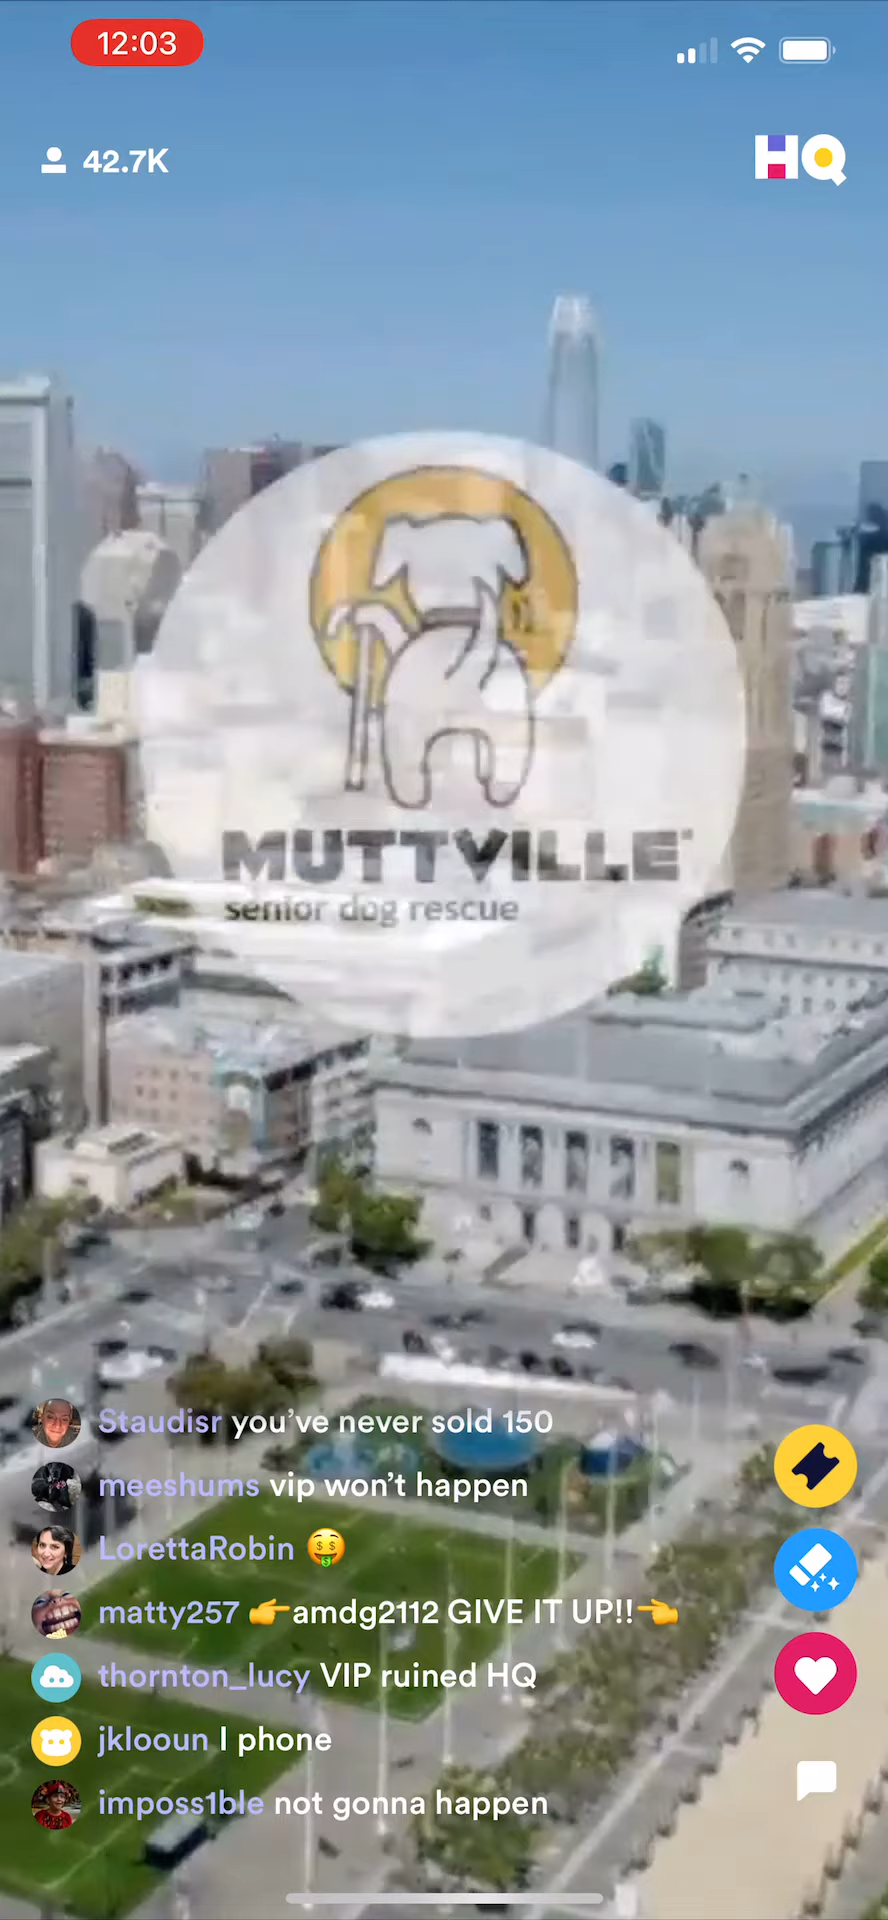 12:03
42.7K
HQ
MUTTVILLE
senior dog rescue
Staudisr you've never sold 150
meeshums vip won't happen
LorettaRobin 🤑
matty257 👉amdg2112 GIVE IT UP!!👈
thornton_lucy VIP ruined HQ
jklooun I phone
imposs1ble not gonna happen